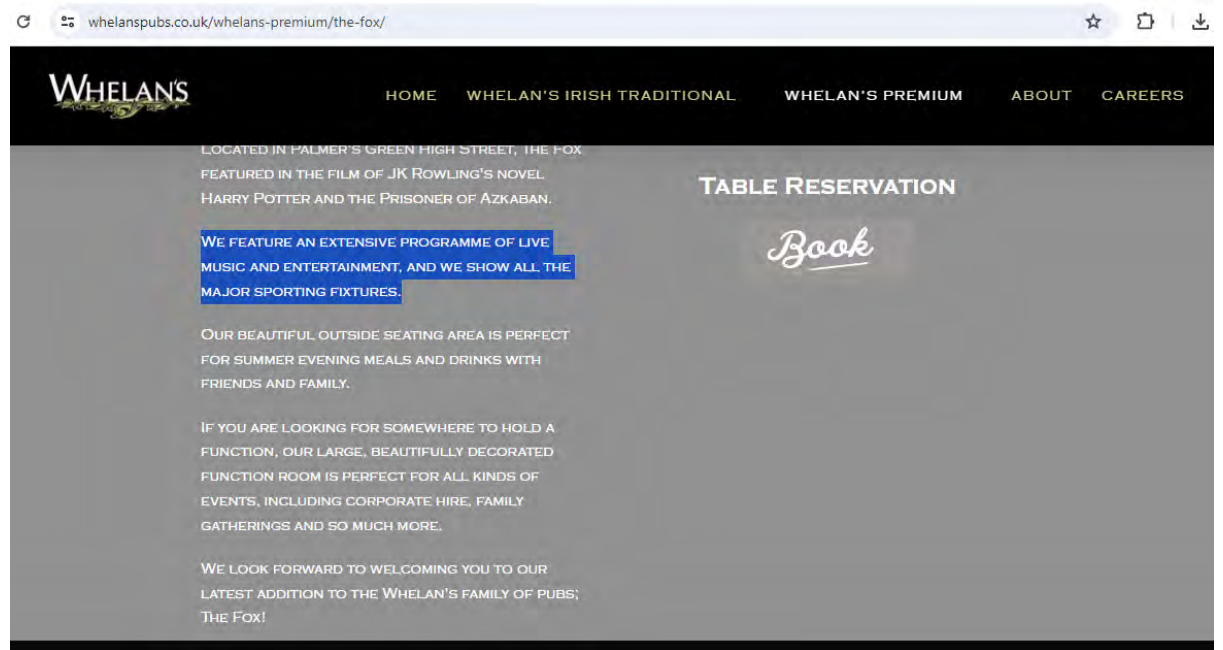 whelanspubs.co.uk/whelans-premium/the-fox/
WHELAN'S
HOME WHELAN'S IRISH TRADITIONAL WHELAN'S PREMIUM ABOUT CAREERS
LOCATED IN PALMER'S GREEN HIGH STREET, THE FOX
FEATURED IN THE FILM OF JK ROWLING'S NOVEL
HARRY POTTER AND THE PRISONER OF AZKABAN.
WE FEATURE AN EXTENSIVE PROGRAMME OF LIVE
MUSIC AND ENTERTAINMENT, AND WE SHOW ALL THE
MAJOR SPORTING FIXTURES.
OUR BEAUTIFUL OUTSIDE SEATING AREA IS PERFECT
FOR SUMMER EVENING MEALS AND DRINKS WITH
FRIENDS AND FAMILY.
IF YOU ARE LOOKING FOR SOMEWHERE TO HOLD A
FUNCTION, OUR LARGE, BEAUTIFULLY DECORATED
FUNCTION ROOM IS PERFECT FOR ALL KINDS OF
EVENTS, INCLUDING CORPORATE HIRE, FAMILY
GATHERINGS AND SO MUCH MORE.
WE LOOK FORWARD TO WELCOMING YOU TO OUR
LATEST ADDITION TO THE WHELAN'S FAMILY OF PUBS;
THE FOX!
TABLE RESERVATION
Book